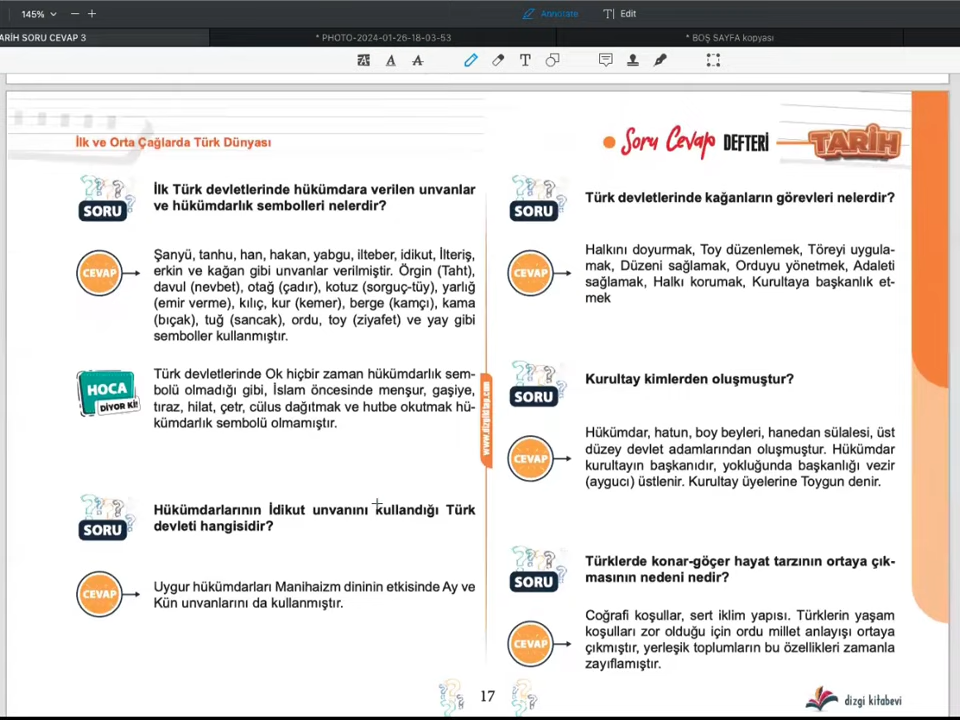 145%
Annotate
Edit
ARİH SORU CEVAP 3
* PHOTO-2024-01-26-18-03-53
* BOŞ SAYFA kopyası
İlk ve Orta Çağlarda Türk Dünyası
SORU
İlk Türk devletlerinde hükümdara verilen unvanlar
ve hükümdarlık sembolleri nelerdir?
CEVAP
Şanyü, tanhu, han, hakan, yabgu, ilteber, idikut, İlteriş,
erkin ve kağan gibi unvanlar verilmiştir. Örgin (Taht),
davul (nevbet), otağ (çadır), kotuz (sorguç-tüy), yarlığ
(emir verme), kılıç, kur (kemer), berge (kamçı), kama
(bıçak), tuğ (sancak), ordu, toy (ziyafet) ve yay gibi
semboller kullanmıştır.
HOCA
DİYOR Kİ!
Türk devletlerinde Ok hiçbir zaman hükümdarlık sem-
bolü olmadığı gibi, İslam öncesinde menşur, gaşiye,
tıraz, hilat, çetr, cülus dağıtmak ve hutbe okutmak hü-
kümdarlık sembolü olmamıştır.
SORU
Hükümdarlarının İdikut unvanını kullandığı Türk
devleti hangisidir?
CEVAP
Uygur hükümdarları Manihaizm dininin etkisinde Ay ve
Kün unvanlarını da kullanmıştır.
www.dizgikitap.com
Soru Cevap DEFTERİ
TARİH
SORU
Türk devletlerinde kağanların görevleri nelerdir?
CEVAP
Halkını doyurmak, Toy düzenlemek, Töreyi uygula-
mak, Düzeni sağlamak, Orduyu yönetmek, Adaleti
sağlamak, Halkı korumak, Kurultaya başkanlık et-
mek
SORU
Kurultay kimlerden oluşmuştur?
CEVAP
Hükümdar, hatun, boy beyleri, hanedan sülalesi, üst
düzey devlet adamlarından oluşmuştur. Hükümdar
kurultayın başkanıdır, yokluğunda başkanlığı vezir
(aygucı) üstlenir. Kurultay üyelerine Toygun denir.
SORU
Türklerde konar-göçer hayat tarzının ortaya çık-
masının nedeni nedir?
CEVAP
Coğrafi koşullar, sert iklim yapısı. Türklerin yaşam
koşulları zor olduğu için ordu millet anlayışı ortaya
çıkmıştır, yerleşik toplumların bu özellikleri zamanla
zayıflamıştır.
17
dizgi kitabevi